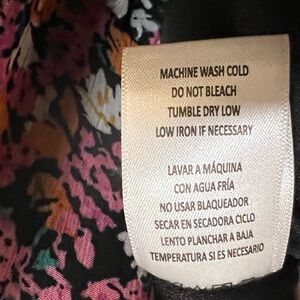 MACHINE WASH COLD
DO NOT BLEACH
TUMBLE DRY LOW
LOW IRON IF NECESSARY
LAVAR A MÁQUINA
CON AGUA FRÍA
NO USAR BLAQUEADOR
SECAR EN SECADORA CICLO
LENTO PLANCHAR A BAJA
TEMPERATURA SI ES NECESARIO